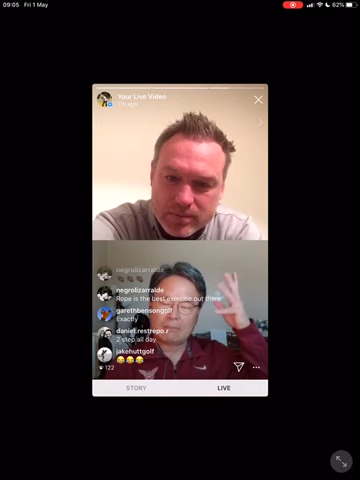 09:05 Fri 1 May
62%
Your Live Video
negrolizarralde
negrolizarralde
Rope is the best exercise out there
garethbensongolf
Exactly
daniel.restrepo.r
2 step all day
jakehuttgolf
😂😂😂
122
STORY LIVE